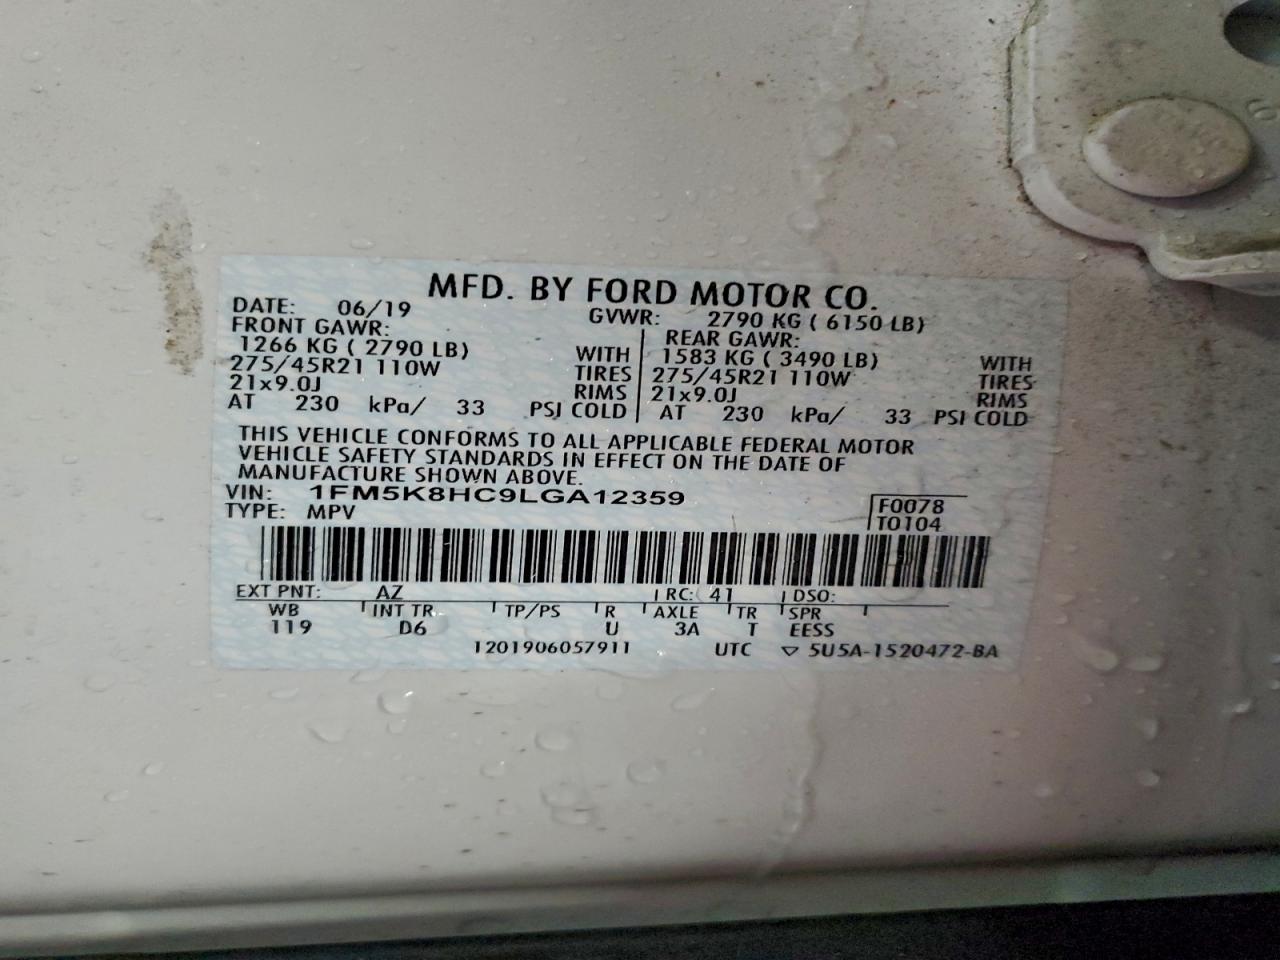 MFD. BY FORD MOTOR CO.
DATE: 06/19 GVWR: 2790 KG ( 6150 LB)
FRONT GAWR: REAR GAWR:
1266 KG ( 2790 LB) WITH 1583 KG ( 3490 LB) WITH
275/45R21 110W TIRES 275/45R21 110W TIRES
21x9.0J RIMS 21x9.0J RIMS
AT 230 kPa/ 33 PSI COLD AT 230 kPa/ 33 PSI COLD
THIS VEHICLE CONFORMS TO ALL APPLICABLE FEDERAL MOTOR
VEHICLE SAFETY STANDARDS IN EFFECT ON THE DATE OF
MANUFACTURE SHOWN ABOVE.
VIN: 1FM5K8HC9LGA12359 F0078
TYPE: MPV T0104
EXT PNT: AZ RC: 41 DSO:
WB INT TR TP/PS R AXLE TR SPR
119 D6 U 3A T EESS
1201906057911 UTC ▽ 5U5A-1520472-BA